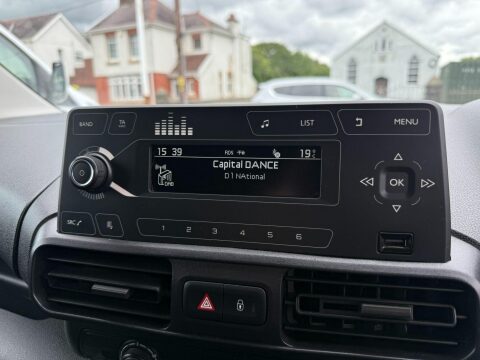 BAND
TA
LIST
MENU
15 39
RDS
19°C
Capital DANCE
D1 NAtional
OK
SRC
1 2 3 4 5 6